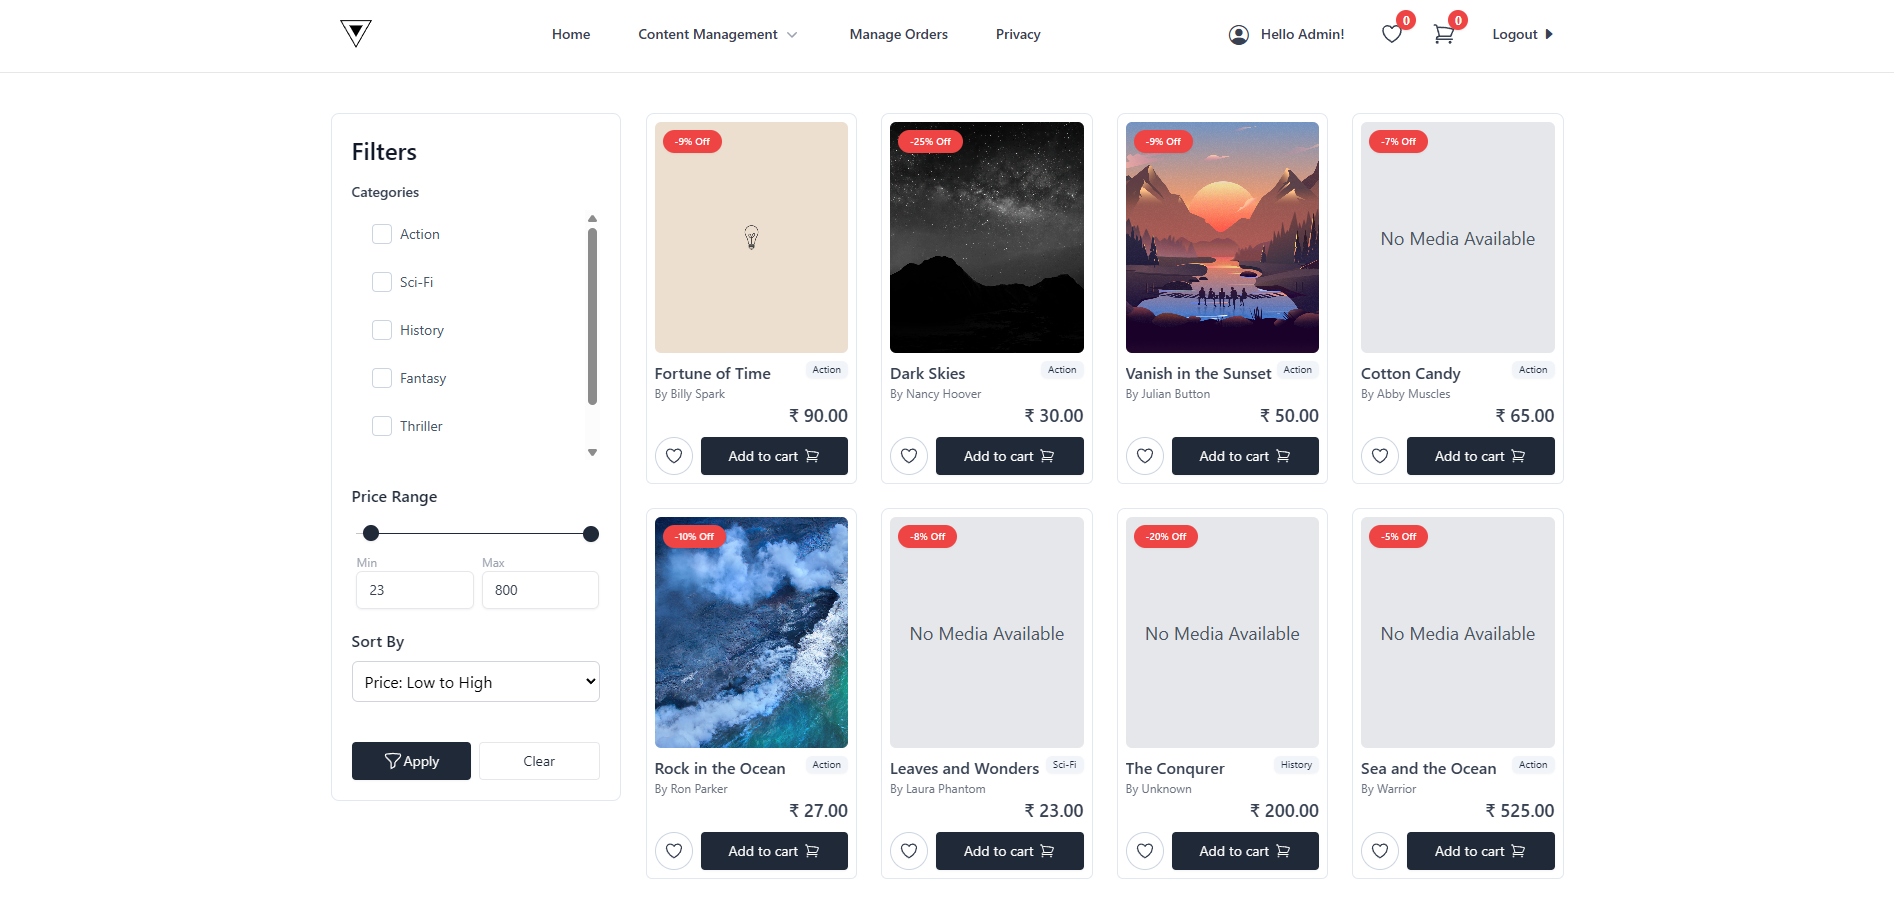 Home
Content Management
Manage Orders
Privacy
Hello Admin!
0
0
Logout
Filters
Categories
Action
Sci-Fi
History
Fantasy
Thriller
Price Range
Min
Max
23
800
Sort By
Price: Low to High
Apply
Clear
-9% Off
Fortune of Time
Action
By Billy Spark
₹ 90.00
Add to cart
-25% Off
Dark Skies
Action
By Nancy Hoover
₹ 30.00
Add to cart
-9% Off
Vanish in the Sunset
Action
By Julian Button
₹ 50.00
Add to cart
-7% Off
No Media Available
Cotton Candy
Action
By Abby Muscles
₹ 65.00
Add to cart
-10% Off
Rock in the Ocean
Action
By Ron Parker
₹ 27.00
Add to cart
-8% Off
No Media Available
Leaves and Wonders
Sci-Fi
By Laura Phantom
₹ 23.00
Add to cart
-20% Off
No Media Available
The Conqurer
History
By Unknown
₹ 200.00
Add to cart
-5% Off
No Media Available
Sea and the Ocean
Action
By Warrior
₹ 525.00
Add to cart